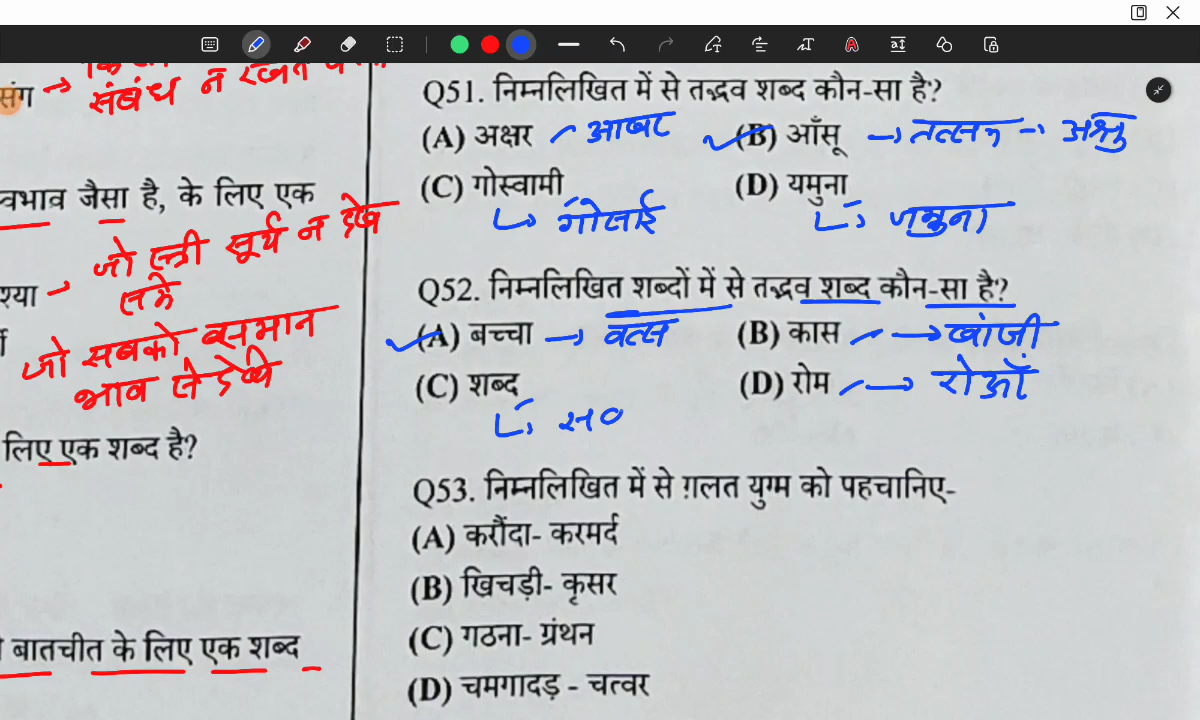 संग → संबंध न रखने
वभाव जैसा है, के लिए एक
जो स्त्री सूर्य न देख
सके
श्या
जो सबको समान
भाव से देखे
लिए एक शब्द है?
बातचीत के लिए एक शब्द
Q51. निम्नलिखित में से तद्भव शब्द कौन-सा है?
(A) अक्षर आखर (B) आँसू → तत्सम → अश्रु
(C) गोस्वामी (D) यमुना
गोसाई जमुना
Q52. निम्नलिखित शब्दों में से तद्भव शब्द कौन-सा है?
(A) बच्चा → वत्स (B) कास → खांसी
(C) शब्द (D) रोम → रोआँ
Q53. निम्नलिखित में से ग़लत युग्म को पहचानिए-
(A) करौंदा- करमर्द
(B) खिचड़ी- कृसर
(C) गठना- ग्रंथन
(D) चमगादड़ - चत्वर